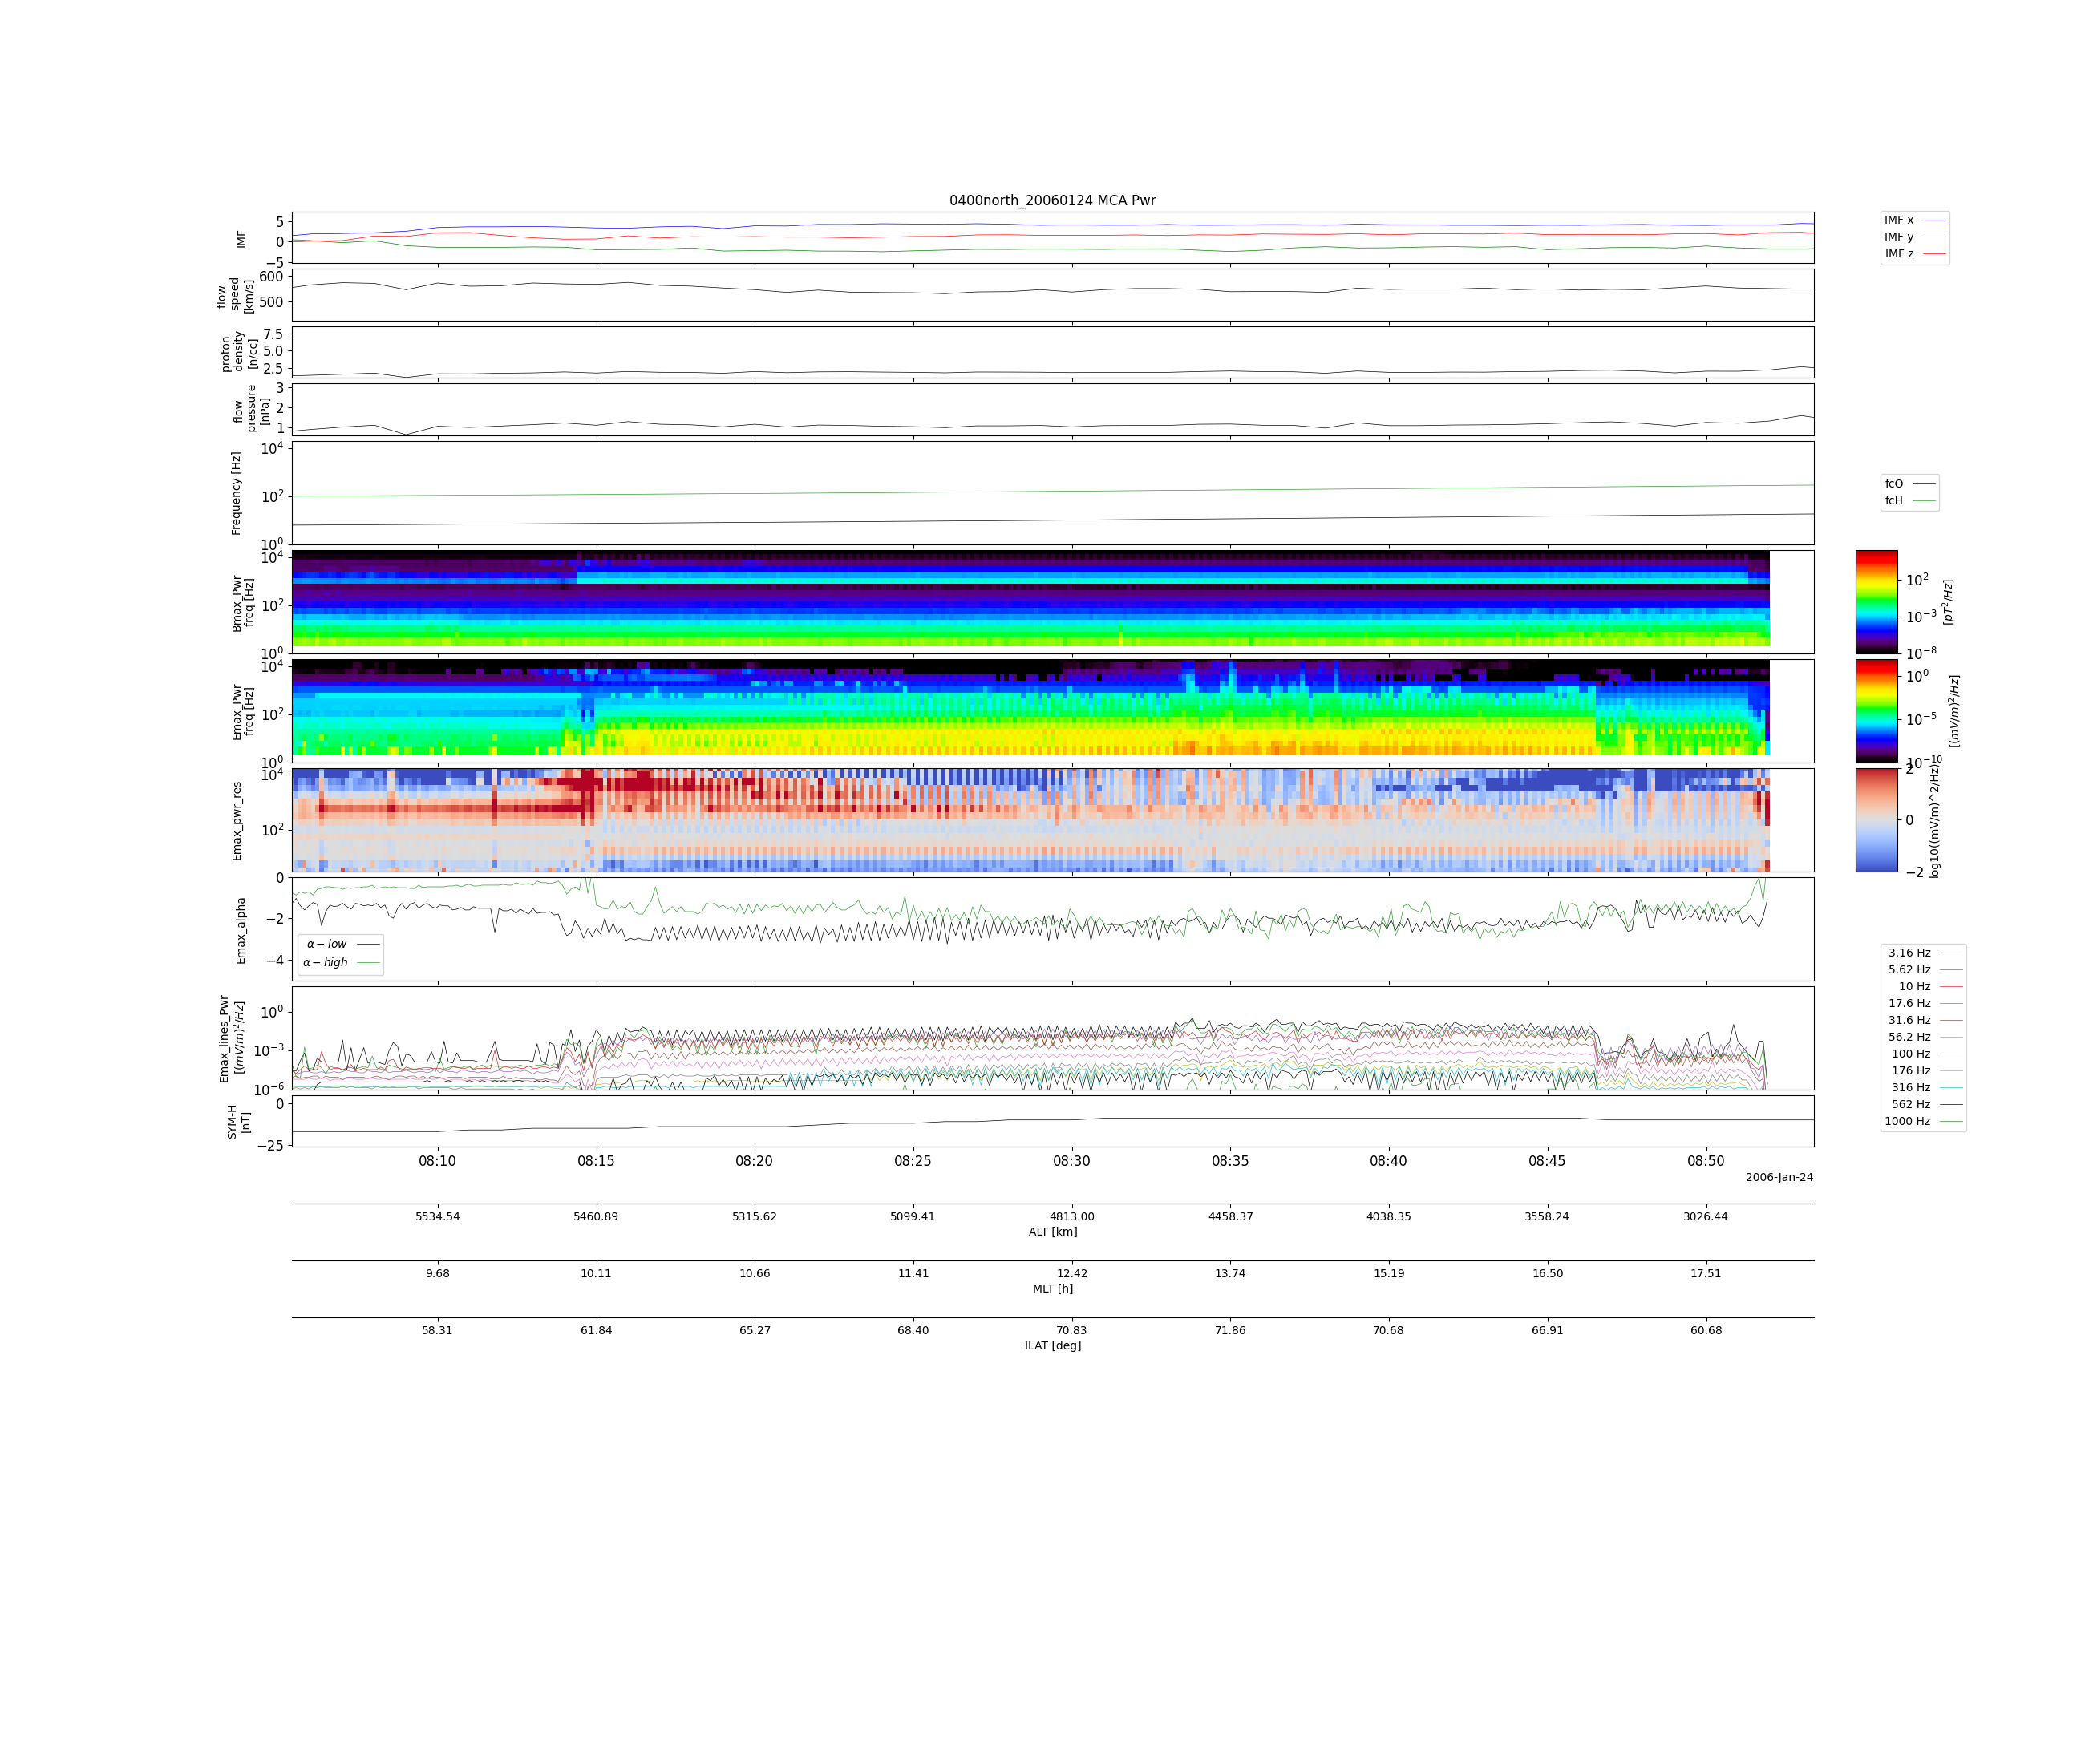 0400north_20060124 MCA Pwr
5
0
−5
IMF
IMF x
IMF y
IMF z
600
500
flow
speed
[km/s]
7.5
5.0
2.5
proton
density
[n/cc]
3
2
1
flow
pressure
[nPa]
10^4
10^2
10^0
Frequency [Hz]
fcO
fcH
10^4
10^2
10^0
Bmax_Pwr
freq [Hz]
10^2
10^−3
10^−8
[pT^2/Hz]
10^4
10^2
10^0
Emax_Pwr
freq [Hz]
10^0
10^−5
10^−10
[(mV/m)^2/Hz]
10^4
10^2
Emax_pwr_res
2
0
−2
log10((mV/m)^2/Hz)
0
−2
−4
Emax_alpha
α − low
α − high
10^0
10^−3
10^−6
Emax_lines_Pwr
[(mV/m)^2/Hz]
3.16 Hz
5.62 Hz
10 Hz
17.6 Hz
31.6 Hz
56.2 Hz
100 Hz
176 Hz
316 Hz
562 Hz
1000 Hz
0
−25
SYM-H
[nT]
08:10 08:15 08:20 08:25 08:30 08:35 08:40 08:45 08:50
2006-Jan-24
5534.54 5460.89 5315.62 5099.41 4813.00 4458.37 4038.35 3558.24 3026.44
ALT [km]
9.68 10.11 10.66 11.41 12.42 13.74 15.19 16.50 17.51
MLT [h]
58.31 61.84 65.27 68.40 70.83 71.86 70.68 66.91 60.68
ILAT [deg]